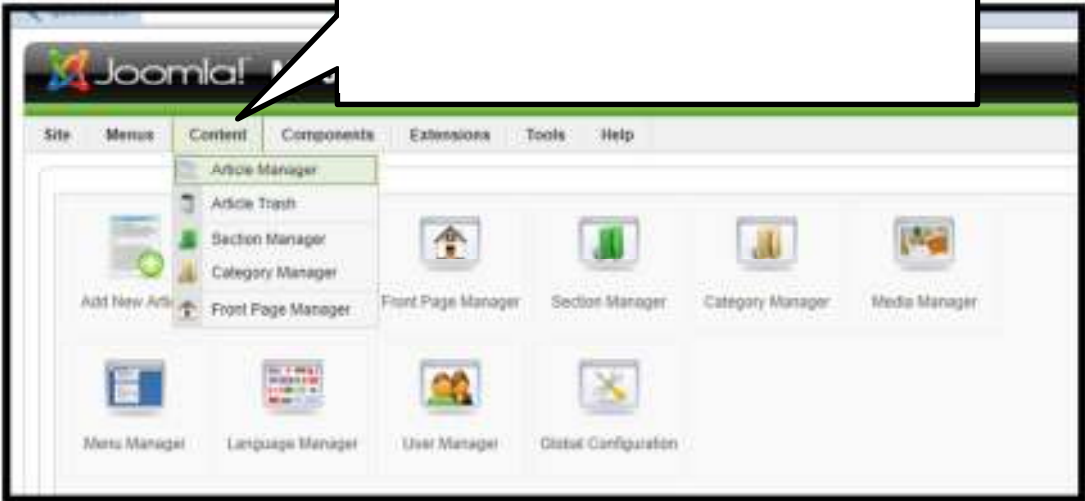 Joomla!
Site Menus Content Components Extensions Tools Help
Article Manager
Article Trash
Section Manager
Category Manager
Front Page Manager
Add New Front Page Manager Section Manager Category Manager Media Manager
Menu Manager Language Manager User Manager Global Configuration